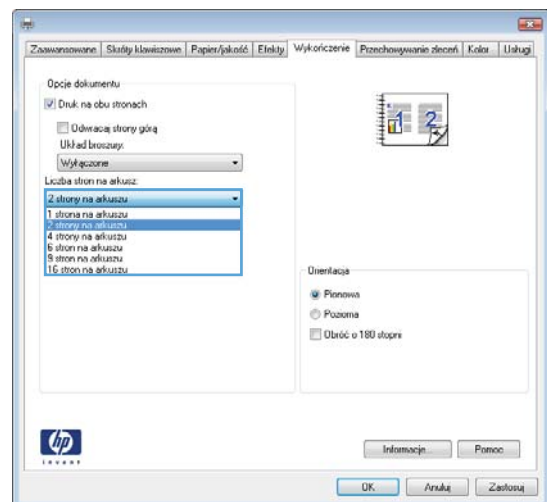 Zaawansowane Skróty klawiszowe Papier/jakość Efekty Wykończenie Przechowywanie zleceń Kolor Usługi
Opcje dokumentu
Druk na obu stronach
Odwracaj strony górą
Układ broszury:
Wyłączone
Liczba stron na arkusz:
2 strony na arkuszu
1 strona na arkuszu
2 strony na arkuszu
4 strony na arkuszu
6 stron na arkuszu
9 stron na arkuszu
16 stron na arkuszu
1 2
Orientacja
Pionowa
Pozioma
Obróć o 180 stopni
hp
invent
Informacje... Pomoc
OK Anuluj Zastosuj